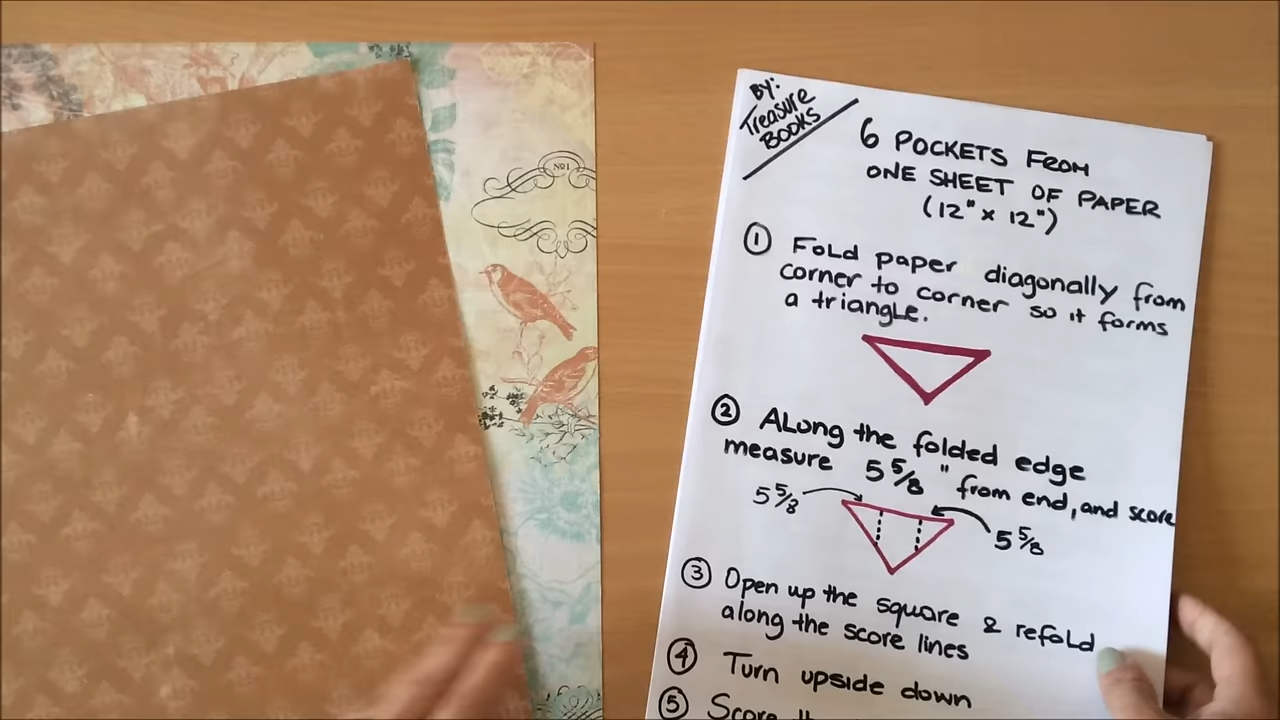 BY:
Treasure
BOOKS
6 POCKETS FROM
ONE SHEET OF PAPER
(12" x 12")
① Fold paper diagonally from
corner to corner so it forms
a triangle.
② Along the folded edge
measure 5 5/8" from end, and score
5 5/8
5 5/8
③ Open up the square & refold
along the score lines
④ Turn upside down
⑤ Score
No1